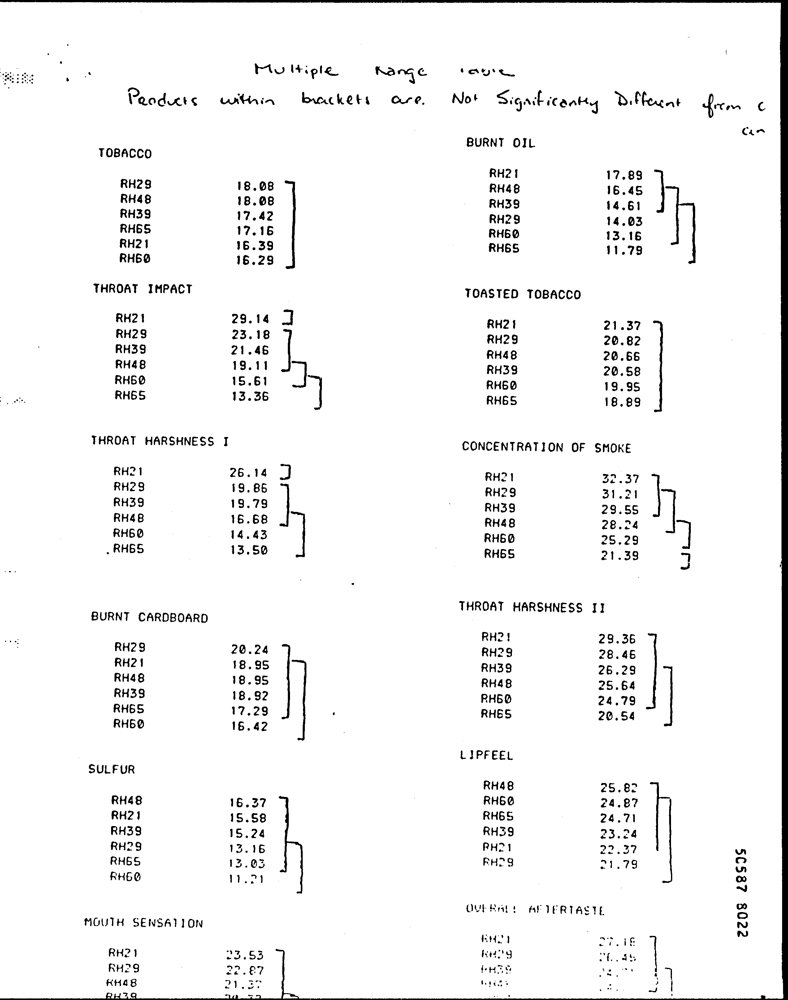 Multiple Range Table
Products within brackets are. Not Significantly Different from
TOBACCO
RH29 18.08
RH48 18.08
RH39 17.42
RH65 17.16
RH21 16.39
RH60 16.29
THROAT IMPACT
RH21 29.14
RH29 23.18
RH39 21.46
RH48 19.11
RH60 15.61
RH65 13.36
THROAT HARSHNESS I
RH21 26.14
RH29 19.86
RH39 19.79
RH48 16.68
RH60 14.43
RH65 13.50
BURNT CARDBOARD
RH29 20.24
RH21 18.95
RH48 18.95
RH39 18.92
RH65 17.29
RH60 16.42
SULFUR
RH48 16.37
RH21 15.58
RH39 15.24
RH29 13.16
RH65 13.03
RH60 11.21
MOUTH SENSATION
RH21 23.53
RH29 22.87
RH48 21.37
RH39
BURNT OIL
RH21 17.89
RH48 16.45
RH39 14.61
RH29 14.03
RH60 13.16
RH65 11.79
TOASTED TOBACCO
RH21 21.37
RH29 20.82
RH48 20.66
RH39 20.58
RH60 19.95
RH65 18.89
CONCENTRATION OF SMOKE
RH21 32.37
RH29 31.21
RH39 29.55
RH48 28.24
RH60 25.29
RH65 21.39
THROAT HARSHNESS II
RH21 29.36
RH29 28.46
RH39 26.29
RH48 25.64
RH60 24.79
RH65 20.54
LIPFEEL
RH48 25.82
RH60 24.87
RH65 24.71
RH39 23.24
RH21 22.37
RH29 21.79
OVERALL AFTERTASTE
RH21 27.18
RH29 26.45
RH39
50587 8022